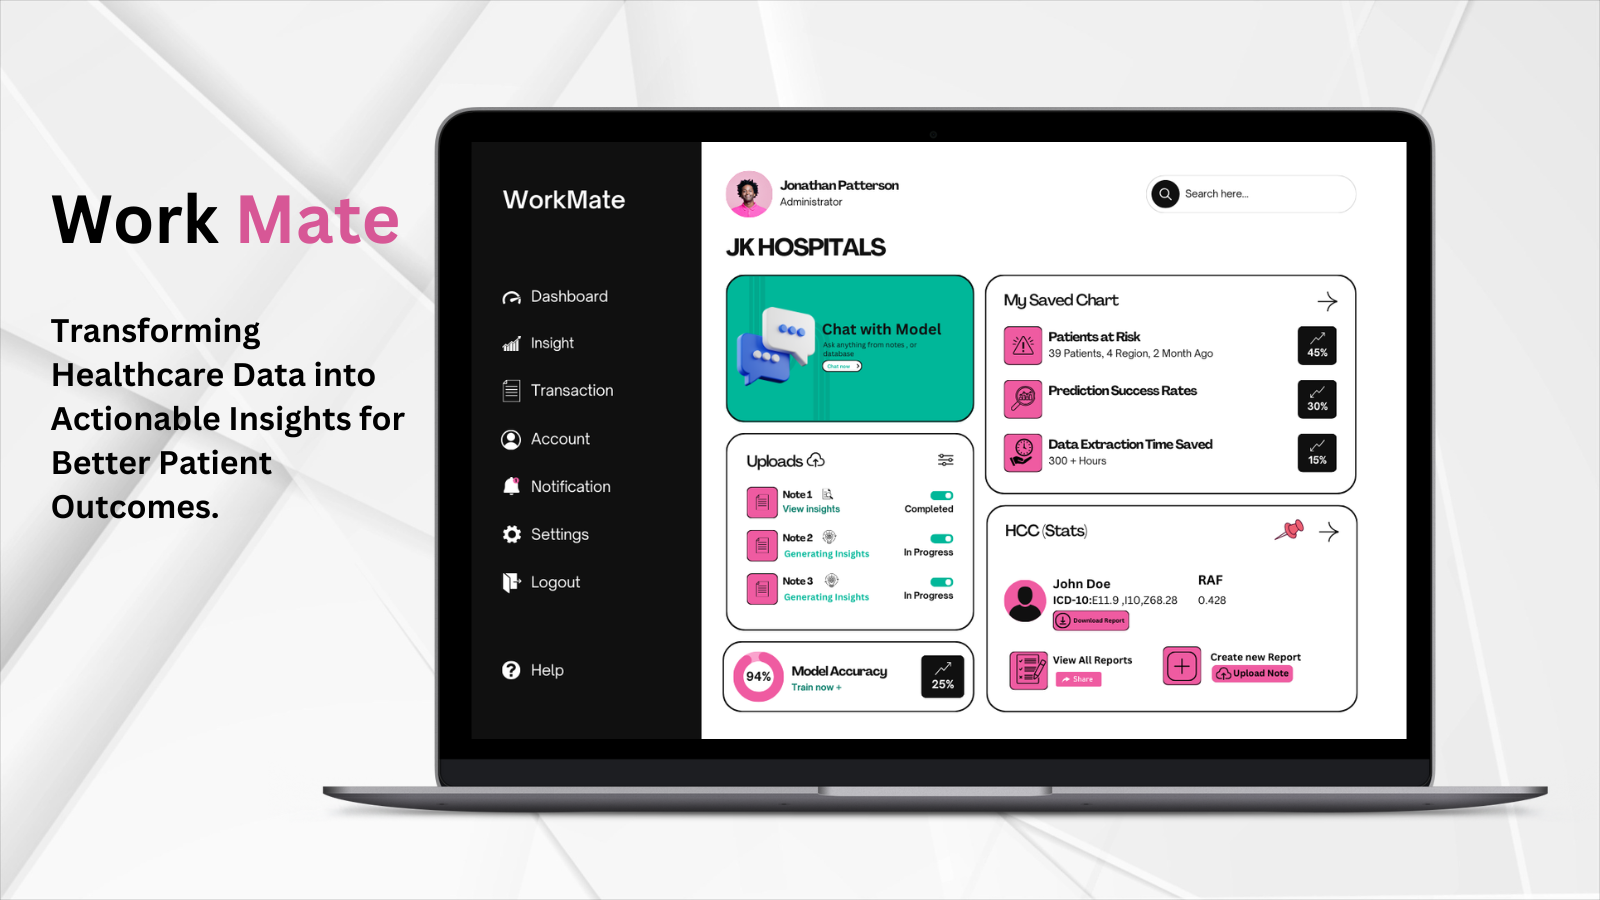 Work Mate
Transforming
Healthcare Data into
Actionable Insights for
Better Patient
Outcomes.
WorkMate
Dashboard
Insight
Transaction
Account
Notification
Settings
Logout
Help
Jonathan Patterson
Administrator
Search here...
JK HOSPITALS
Chat with Model
Ask anything from notes , or
database
Chat now
Uploads
Note 1
View insights
Completed
Note 2
Generating Insights
In Progress
Note 3
Generating Insights
In Progress
94%
Model Accuracy
Train now +
25%
My Saved Chart
Patients at Risk
39 Patients, 4 Region, 2 Month Ago
45%
Prediction Success Rates
30%
Data Extraction Time Saved
300 + Hours
15%
HCC (Stats)
John Doe
RAF
ICD-10:E11.9 ,I10,Z68.28
0.428
Download Report
View All Reports
Share
Create new Report
Upload Note